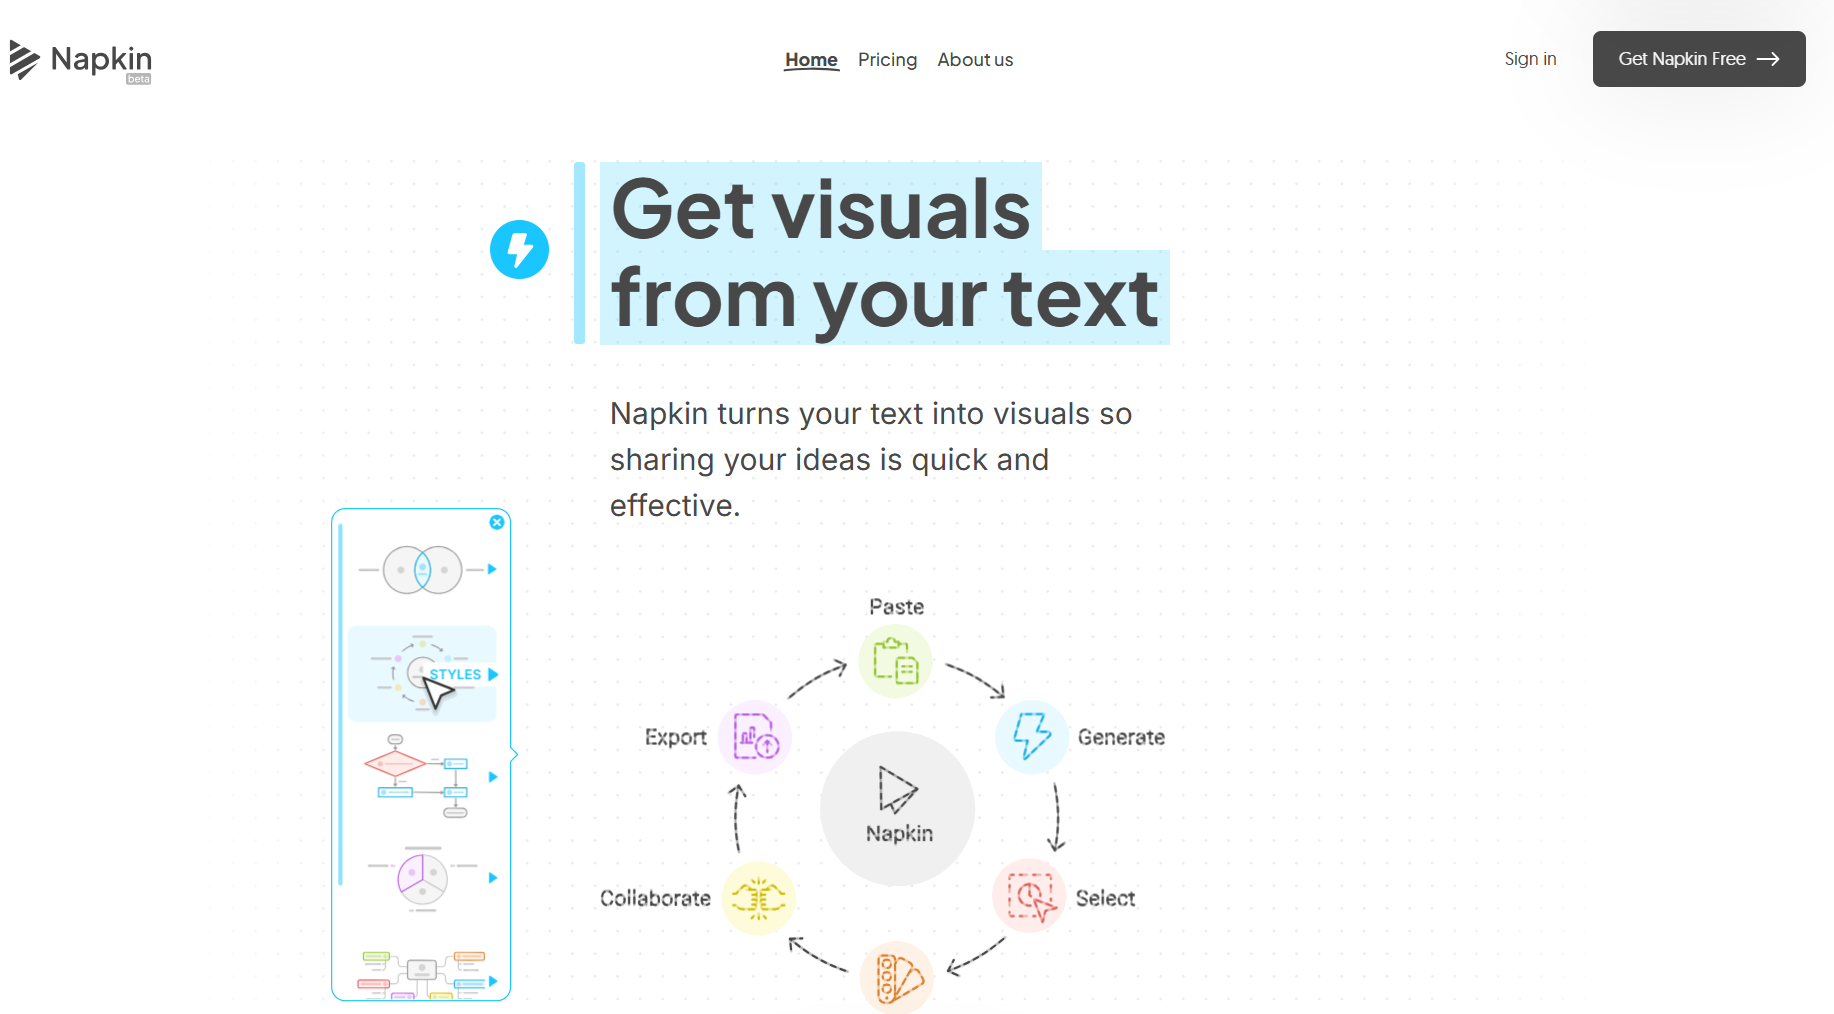 Napkin
beta
Home
Pricing
About us
Sign in
Get Napkin Free
Get visuals
from your text
Napkin turns your text into visuals so
sharing your ideas is quick and
effective.
STYLES
Paste
Generate
Select
Collaborate
Export
Napkin